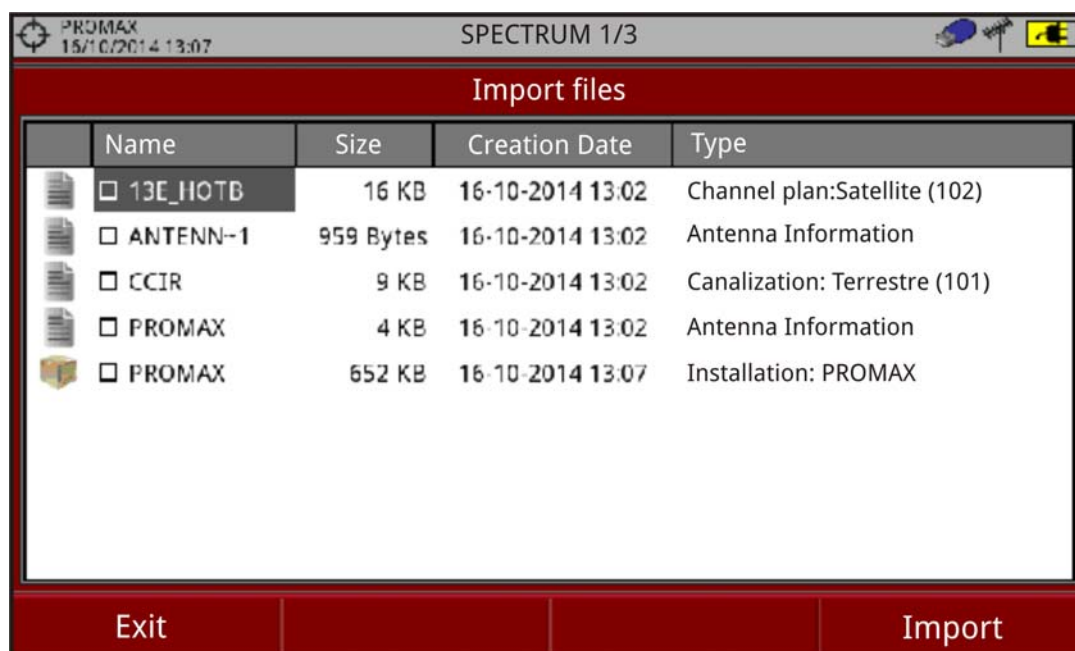 PROMAX
16/10/2014 13:07
SPECTRUM 1/3
Import files
Name Size Creation Date Type
13E_HOTB 16 KB 16-10-2014 13:02 Channel plan:Satellite (102)
ANTENN~1 959 Bytes 16-10-2014 13:02 Antenna Information
CCIR 9 KB 16-10-2014 13:02 Canalization: Terrestre (101)
PROMAX 4 KB 16-10-2014 13:02 Antenna Information
PROMAX 652 KB 16-10-2014 13:07 Installation: PROMAX
Exit Import